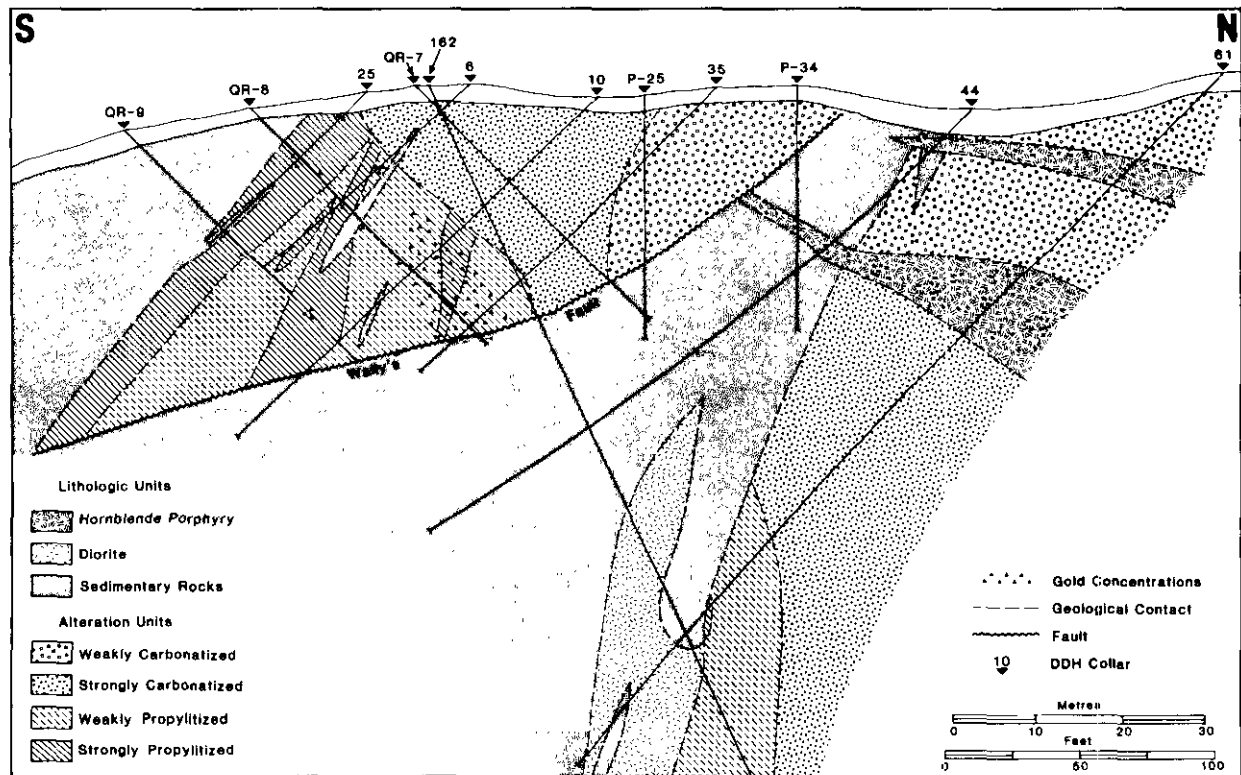 S
N
QR-9
QR-8
25
QR-7
162
6
10
P-25
35
P-34
44
61
Wally's
Fault
Lithologic Units
Hornblende Porphyry
Diorite
Sedimentary Rocks
Alteration Units
Weakly Carbonatized
Strongly Carbonatized
Weakly Propylitized
Strongly Propylitized
Gold Concentrations
Geological Contact
Fault
10 DDH Collar
Metres
0 10 20 30
Feet
0 50 100